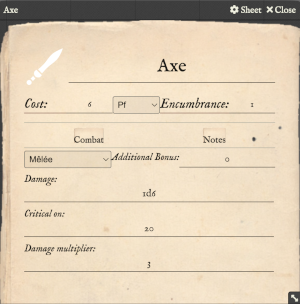 Axe Sheet Close
Axe
Cost: 6 Pf Encumbrance: 1
Combat Notes
Mêlée Additional Bonus: 0
Damage:
1d6
Critical on:
20
Damage multiplier:
3